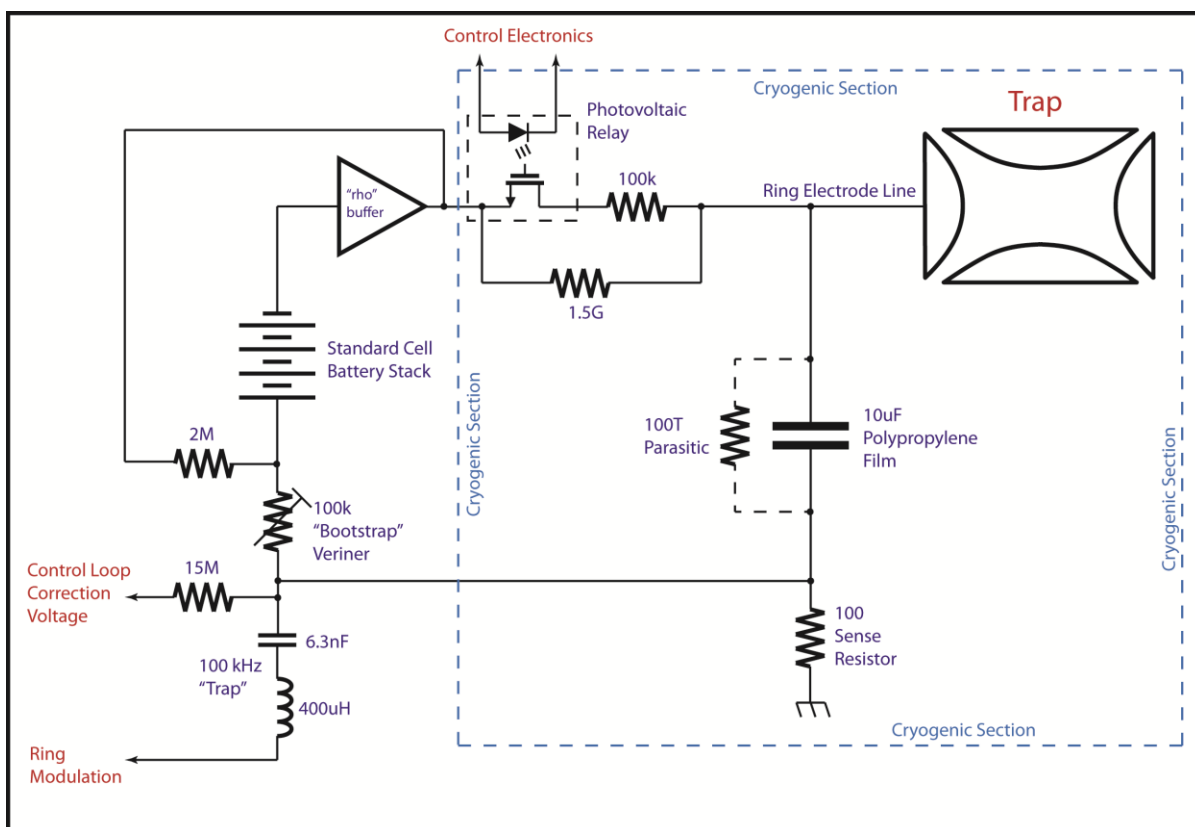 Control Electronics
Cryogenic Section
Trap
Photovoltaic
Relay
"rho"
buffer
100k
Ring Electrode Line
1.5G
Standard Cell
Battery Stack
Cryogenic Section
100T
Parasitic
10uF
Polypropylene
Film
Cryogenic Section
2M
100k
"Bootstrap"
Veriner
Control Loop
Correction
Voltage
15M
6.3nF
100 kHz
"Trap"
400uH
100
Sense
Resistor
Cryogenic Section
Ring
Modulation